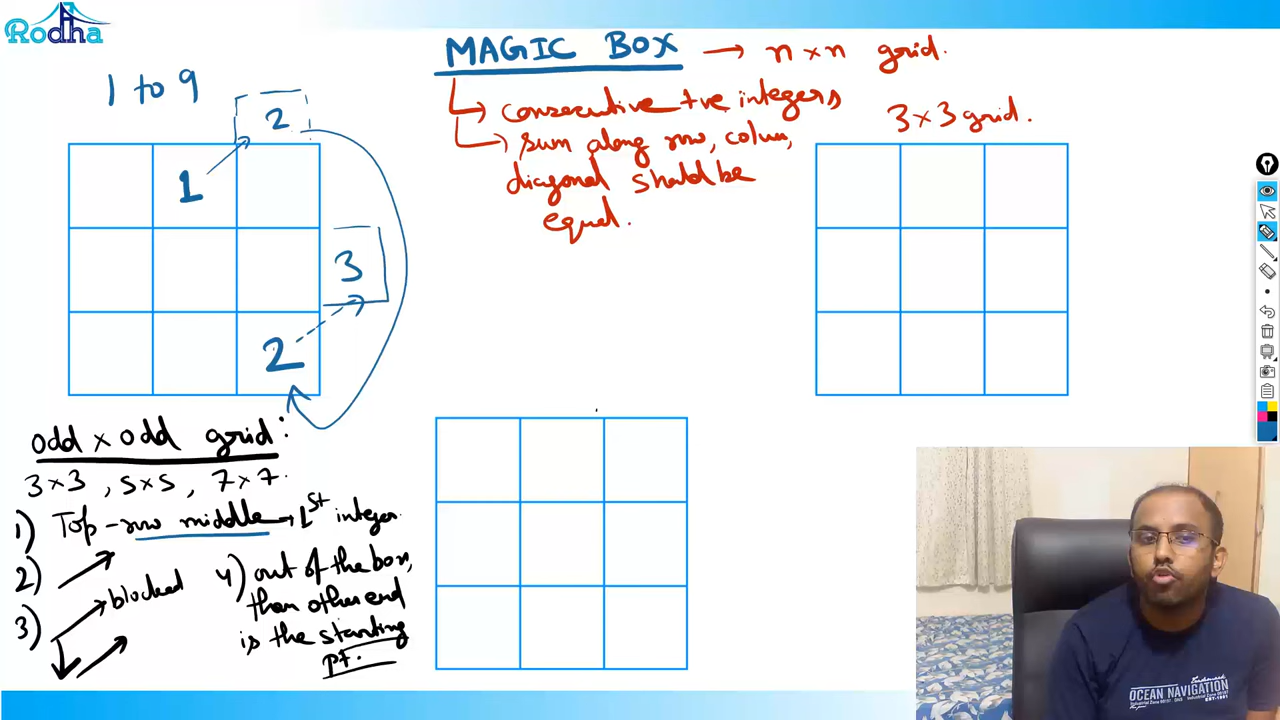 Rodha
MAGIC BOX → n × n grid.
1 to 9
→ consecutive +ve integers
→ sum along row, colum,
diagonal should be
equal.
3×3 grid.
2
1
3
2
odd × odd grid:
3×3, 5×5, 7×7.
1) Top-row middle → 1st integer.
2)
3) blocked
4) out of the box,
than other end
is the starting
pt.
OCEAN NAVIGATION